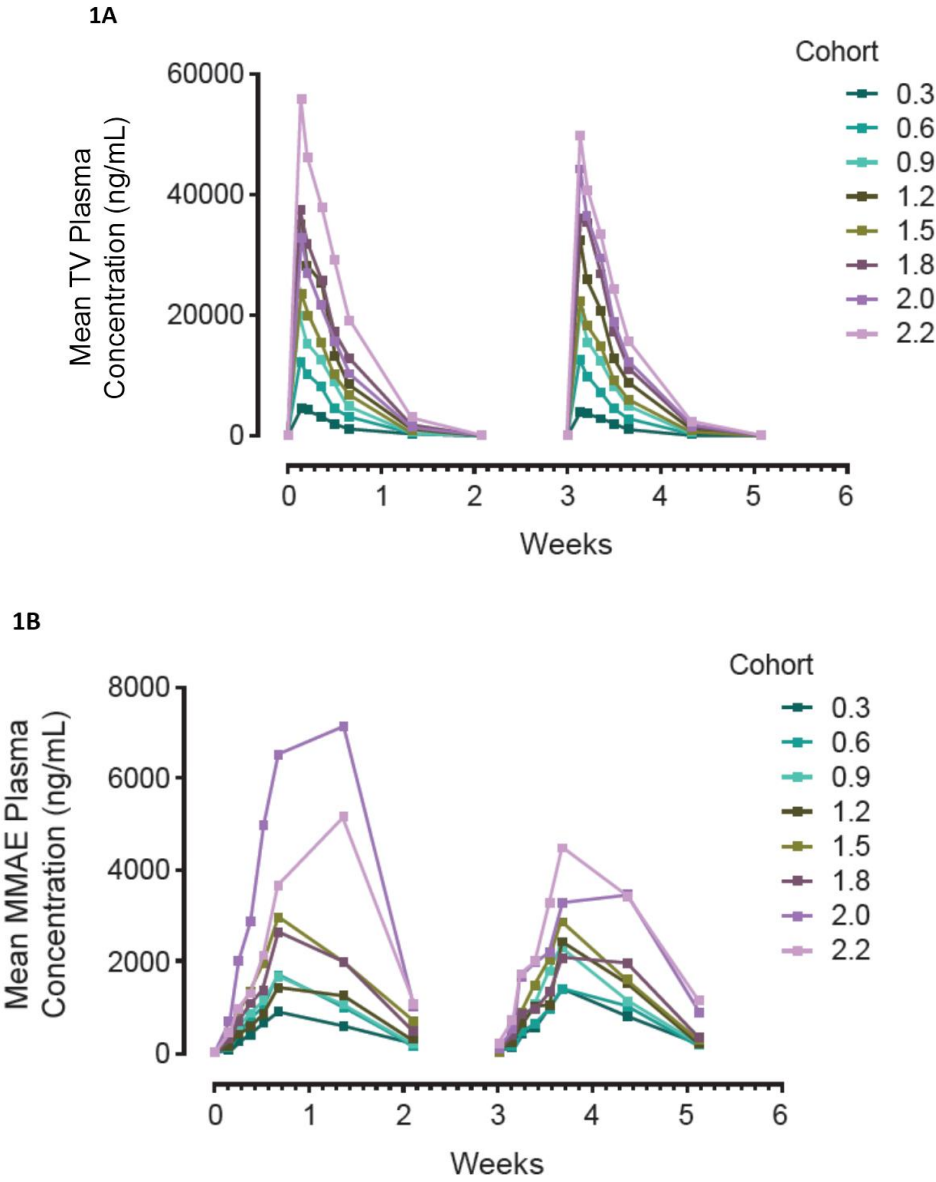 1A
Mean TV Plasma
Concentration (ng/mL)
60000
40000
20000
0
0 1 2 3 4 5 6
Weeks
Cohort
0.3
0.6
0.9
1.2
1.5
1.8
2.0
2.2
1B
Mean MMAE Plasma
Concentration (ng/mL)
8000
6000
4000
2000
0
0 1 2 3 4 5 6
Weeks
Cohort
0.3
0.6
0.9
1.2
1.5
1.8
2.0
2.2